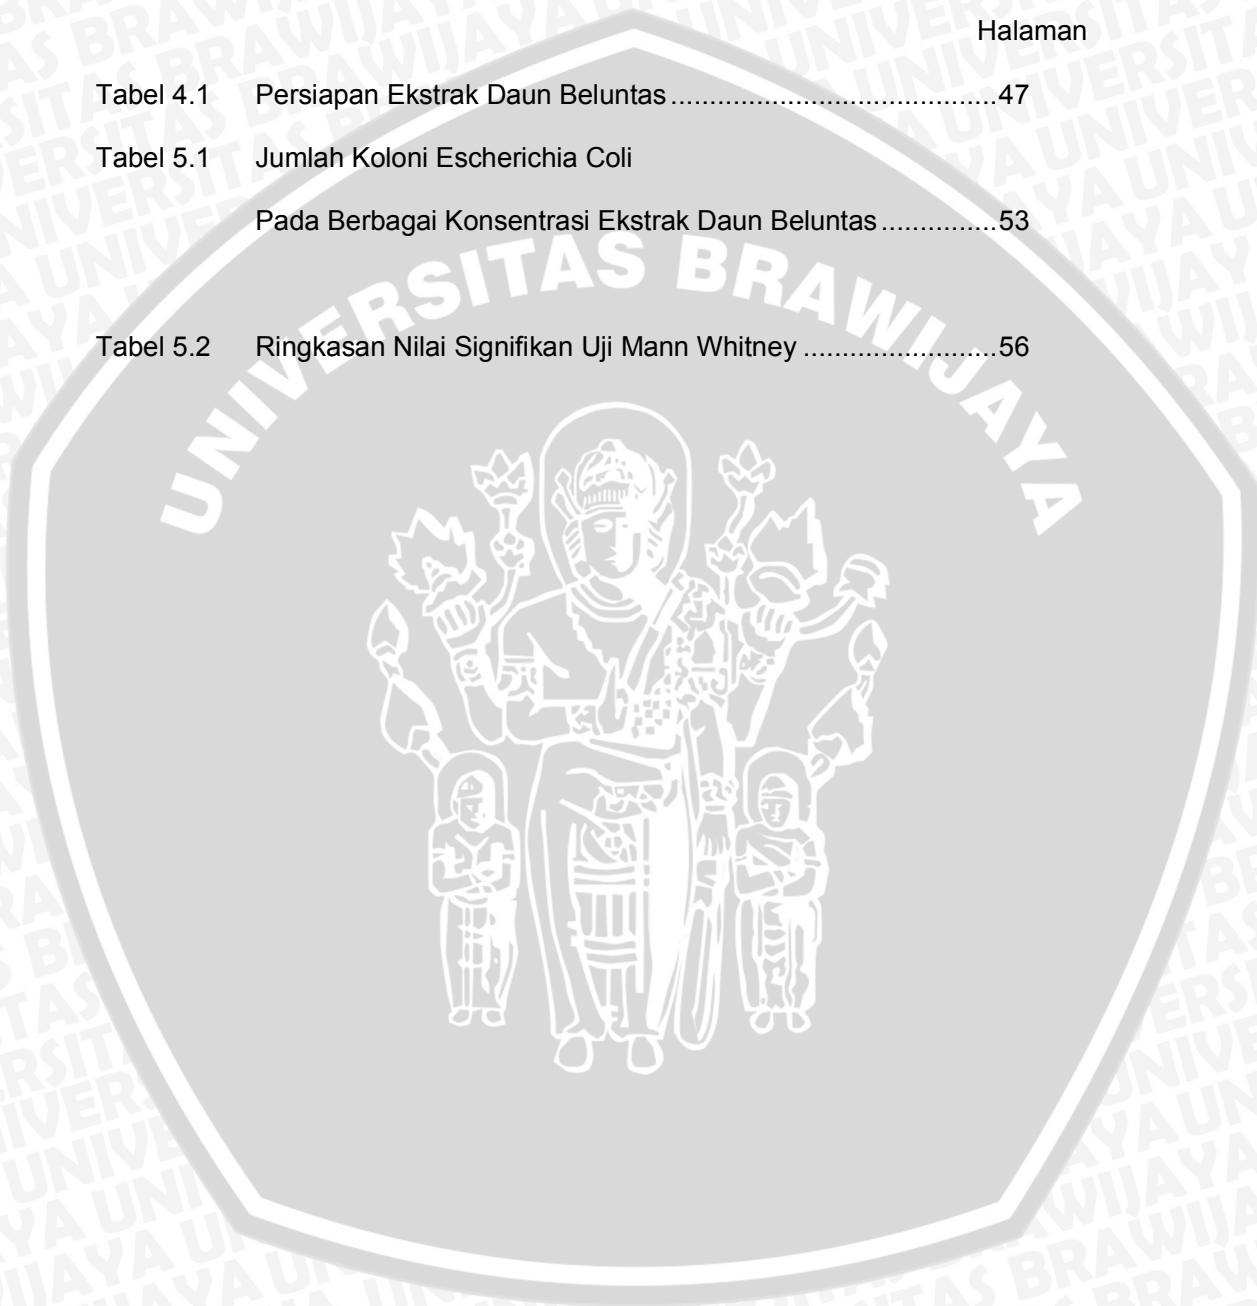 Halaman
Tabel 4.1 Persiapan Ekstrak Daun Beluntas..........................................47
Tabel 5.1 Jumlah Koloni Escherichia Coli
Pada Berbagai Konsentrasi Ekstrak Daun Beluntas...............53
UNIVERSITAS BRAWIJAYA
Tabel 5.2 Ringkasan Nilai Signifikan Uji Mann Whitney.........................56